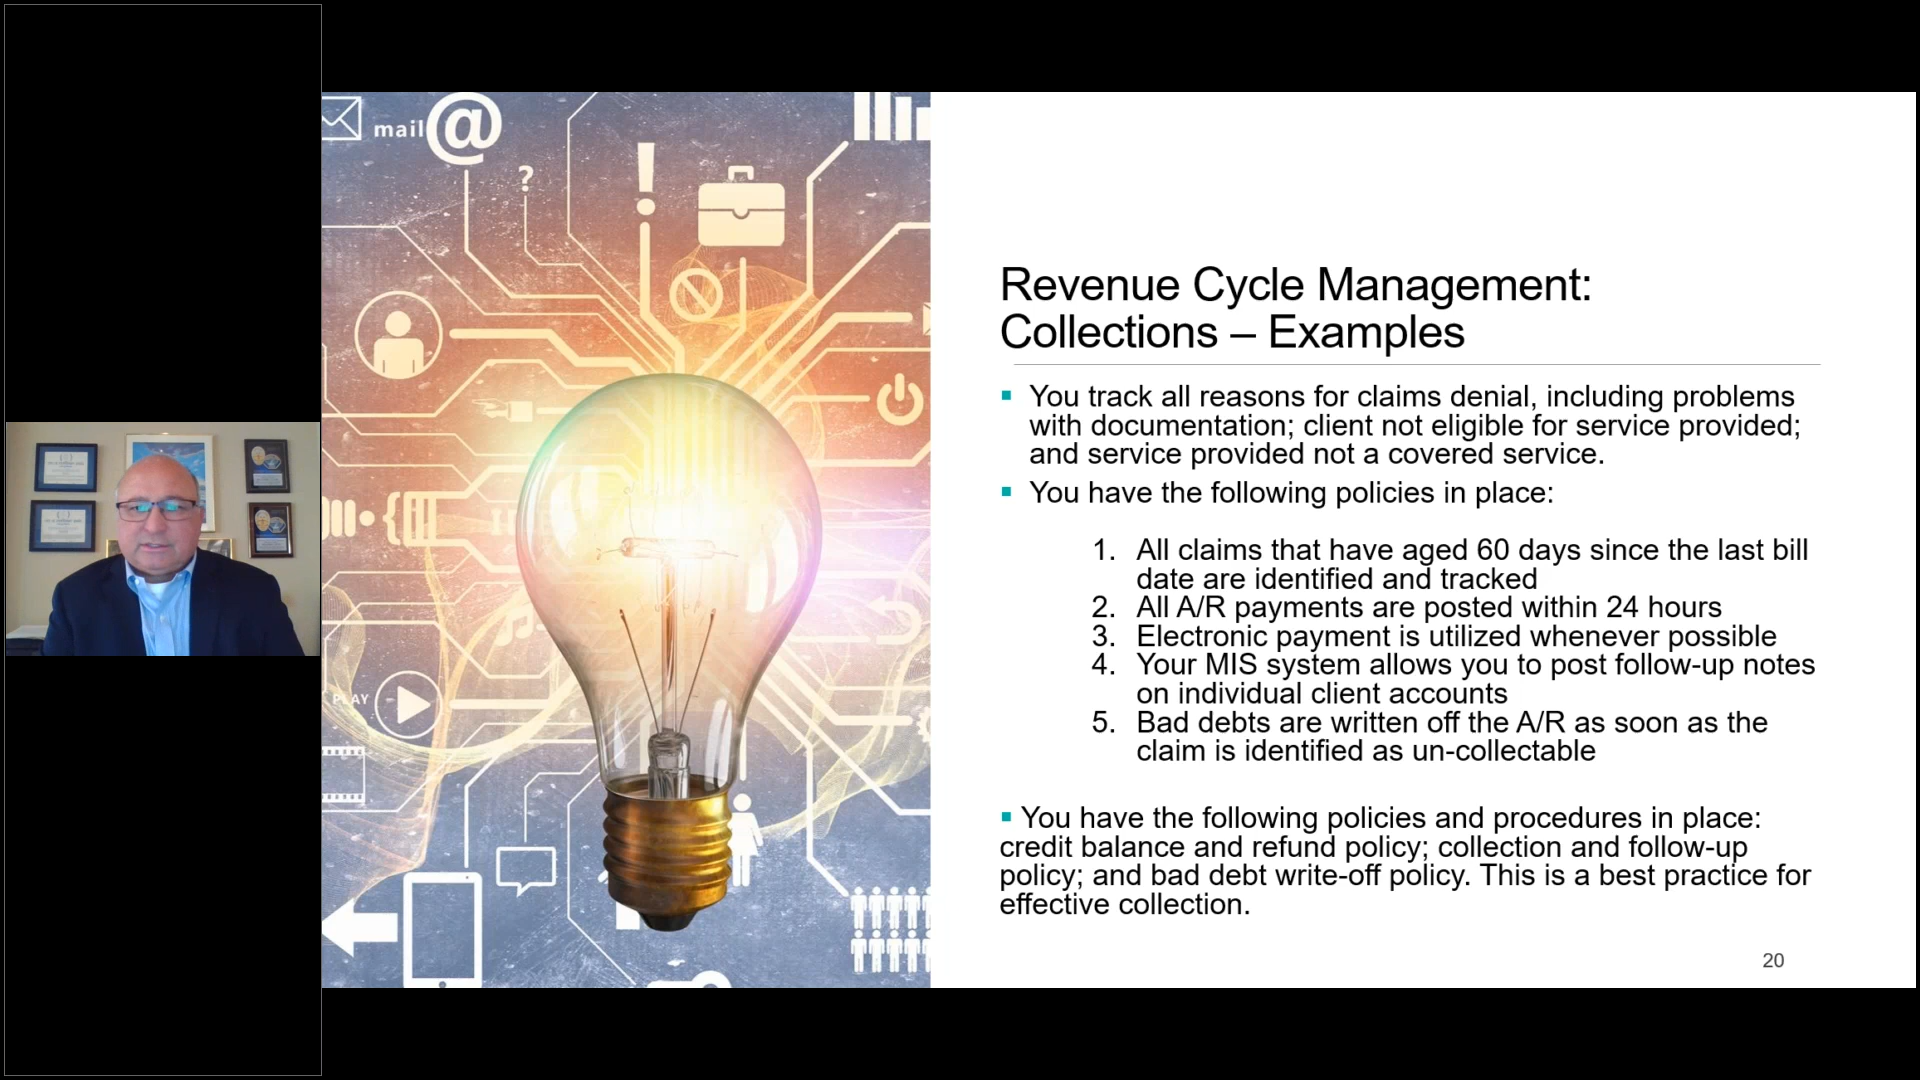 mail@
?
!
PLAY
Revenue Cycle Management:
Collections – Examples
▪ You track all reasons for claims denial, including problems
with documentation; client not eligible for service provided;
and service provided not a covered service.
▪ You have the following policies in place:
1. All claims that have aged 60 days since the last bill
date are identified and tracked
2. All A/R payments are posted within 24 hours
3. Electronic payment is utilized whenever possible
4. Your MIS system allows you to post follow-up notes
on individual client accounts
5. Bad debts are written off the A/R as soon as the
claim is identified as un-collectable
▪ You have the following policies and procedures in place:
credit balance and refund policy; collection and follow-up
policy; and bad debt write-off policy. This is a best practice for
effective collection.
20